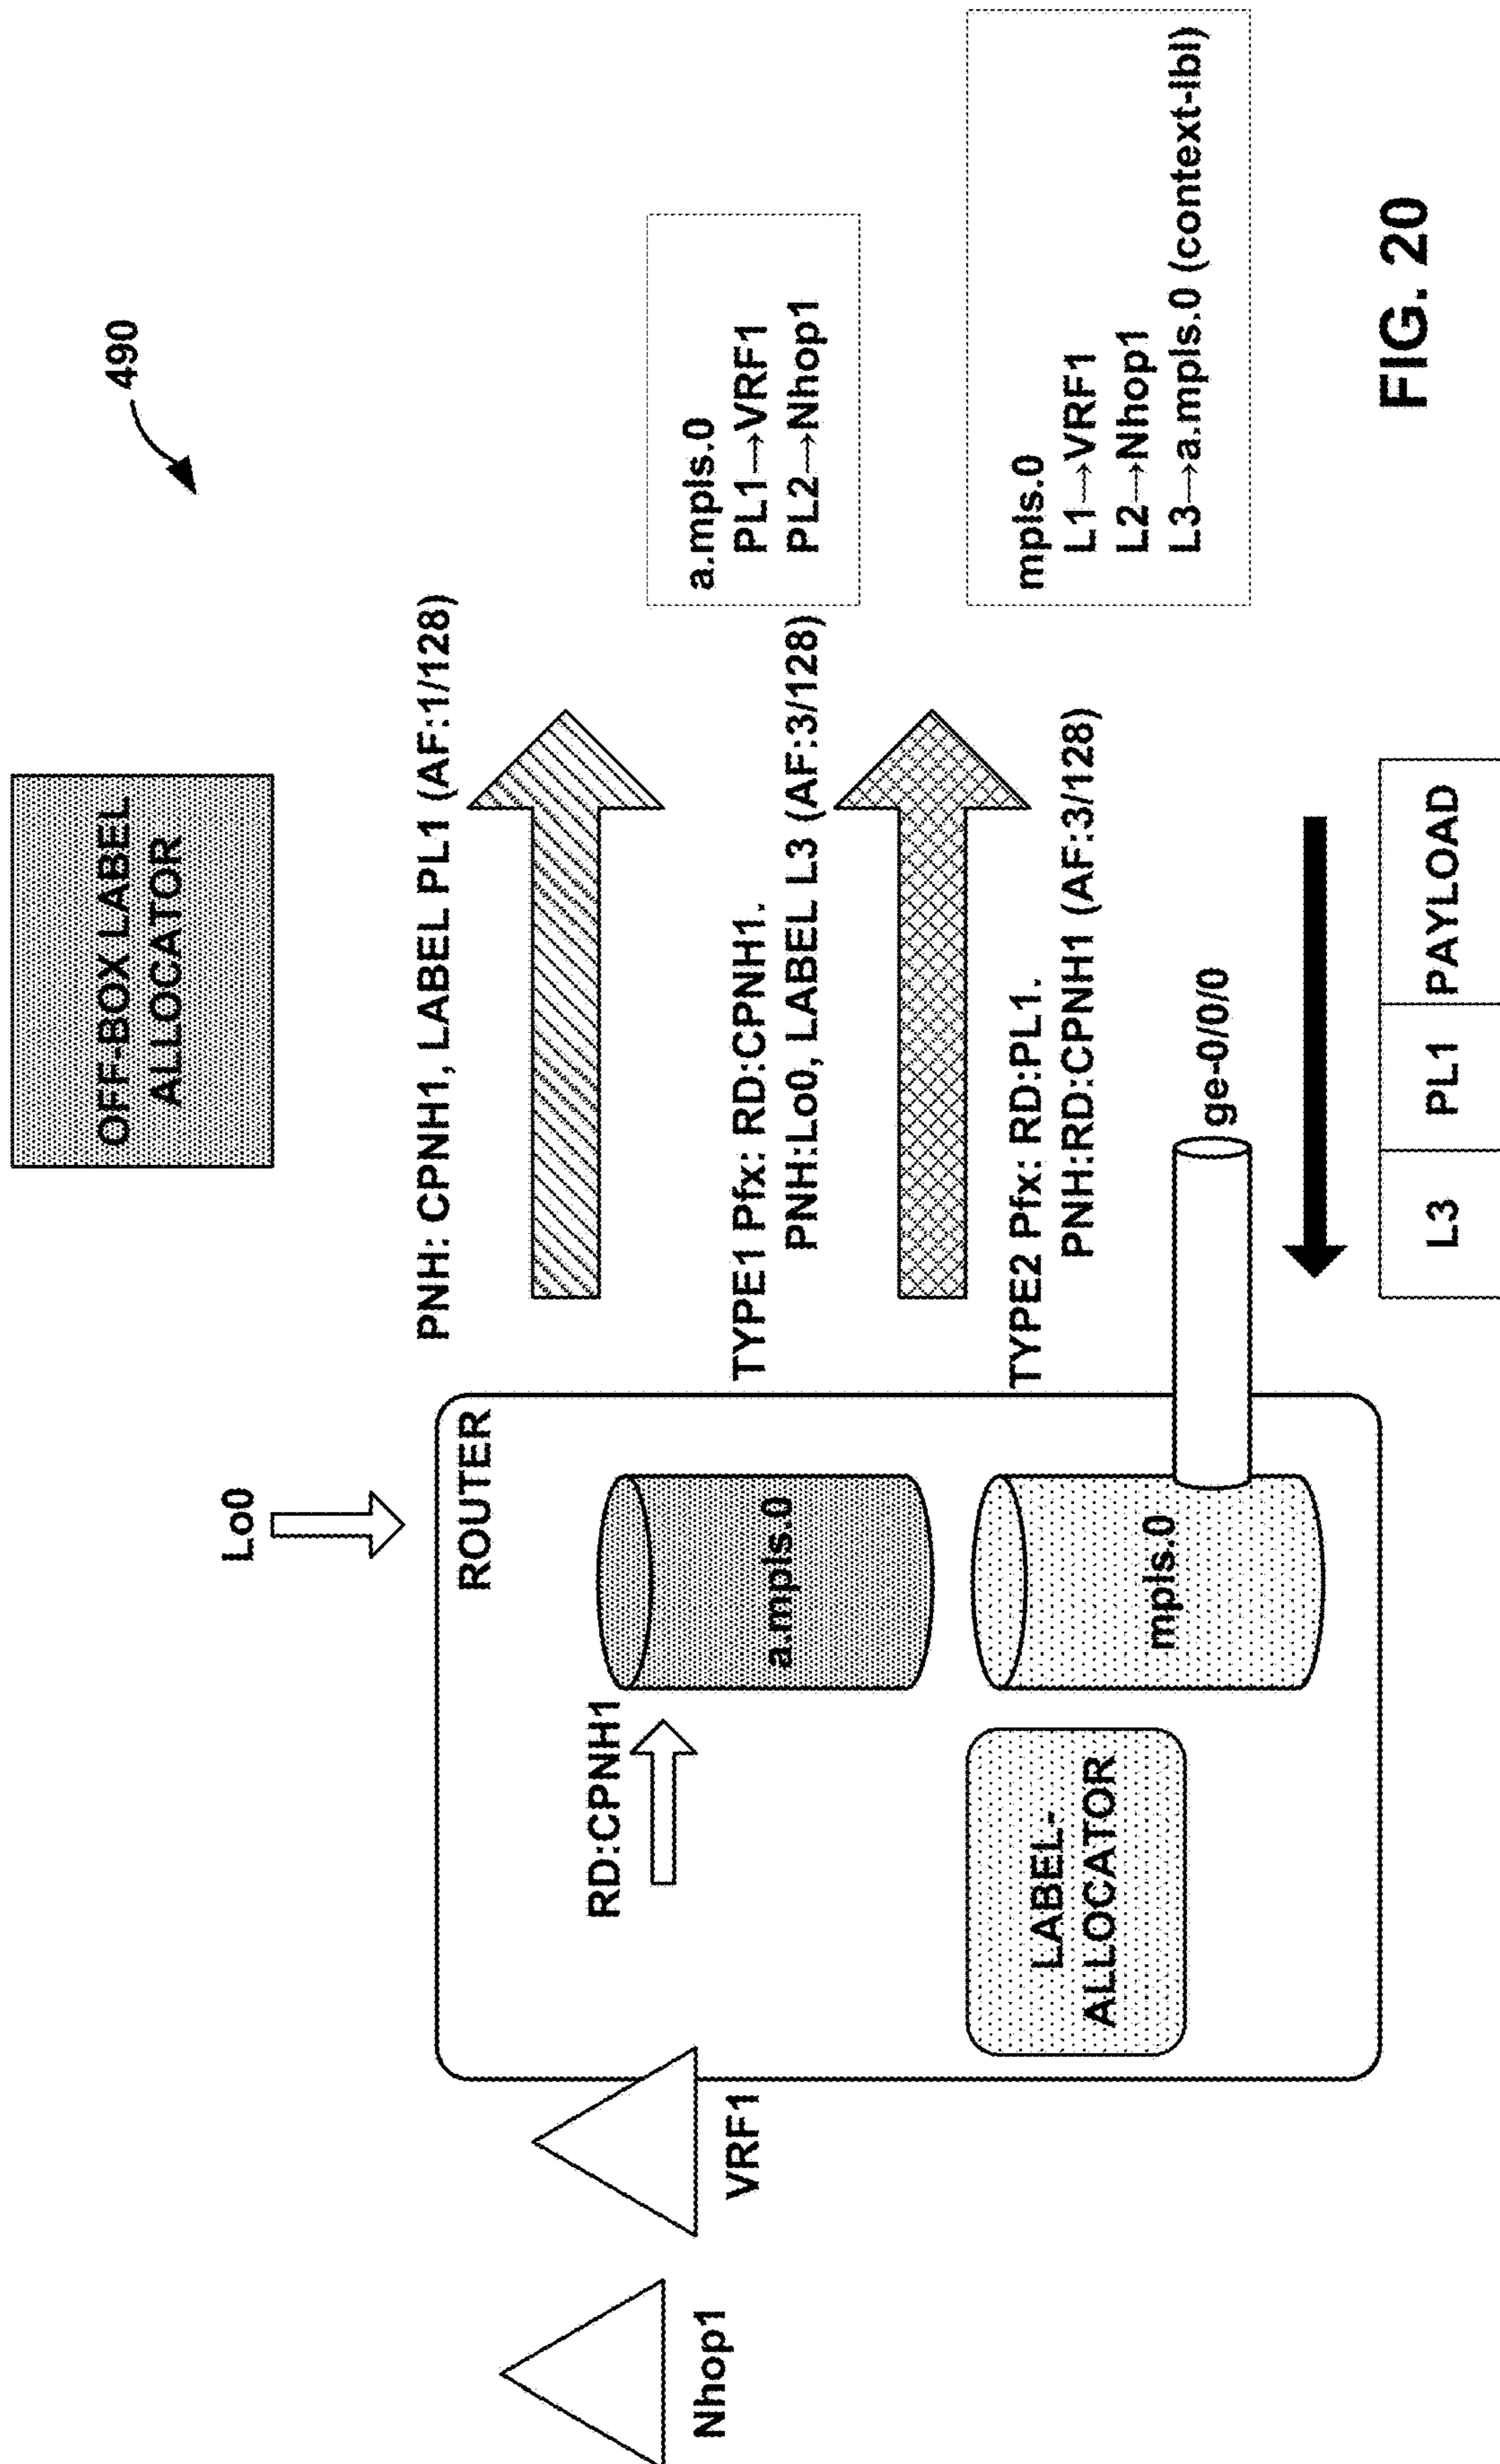 490
OFF-BOX LABEL
ALLOCATOR
Lo0
PNH: CPNH1, LABEL PL1 (AF:1/128)
ROUTER
RD:CPNH1
a.mpls.0
PL1→VRF1
PL2→Nhop1
TYPE1 Pfx: RD:CPNH1.
PNH:Lo0, LABEL L3 (AF:3/128)
a.mpls.0
VRF1
Nhop1
LABEL-
ALLOCATOR
mpls.0
TYPE2 Pfx: RD:PL1.
PNH:RD:CPNH1 (AF:3/128)
mpls.0
L1→VRF1
L2→Nhop1
L3→a.mpls.0 (context-lbl)
ge-0/0/0
L3
PL1
PAYLOAD
FIG. 20